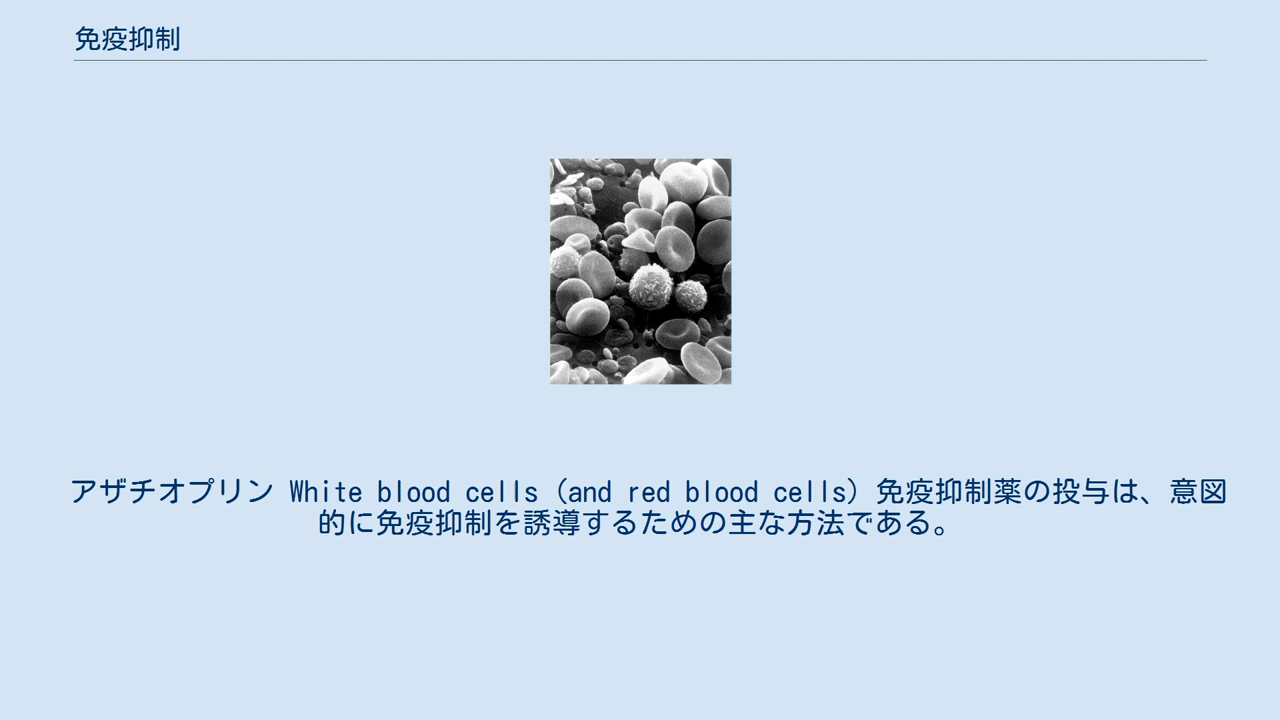 免疫抑制
アザチオプリン White blood cells (and red blood cells) 免疫抑制薬の投与は、意図
的に免疫抑制を誘導するための主な方法である。